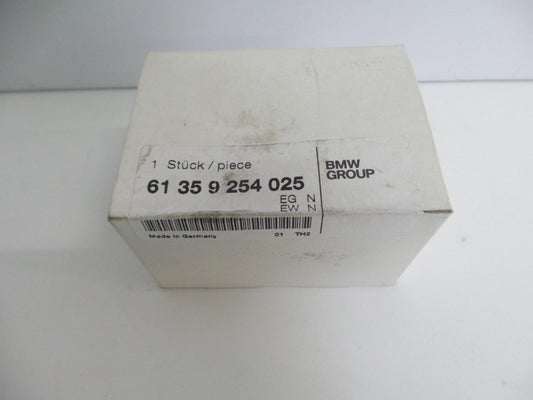 1 Stück / piece
61 35 9 254 025
EG N
EW N
Made in Germany 01 TH2
BMW
GROUP